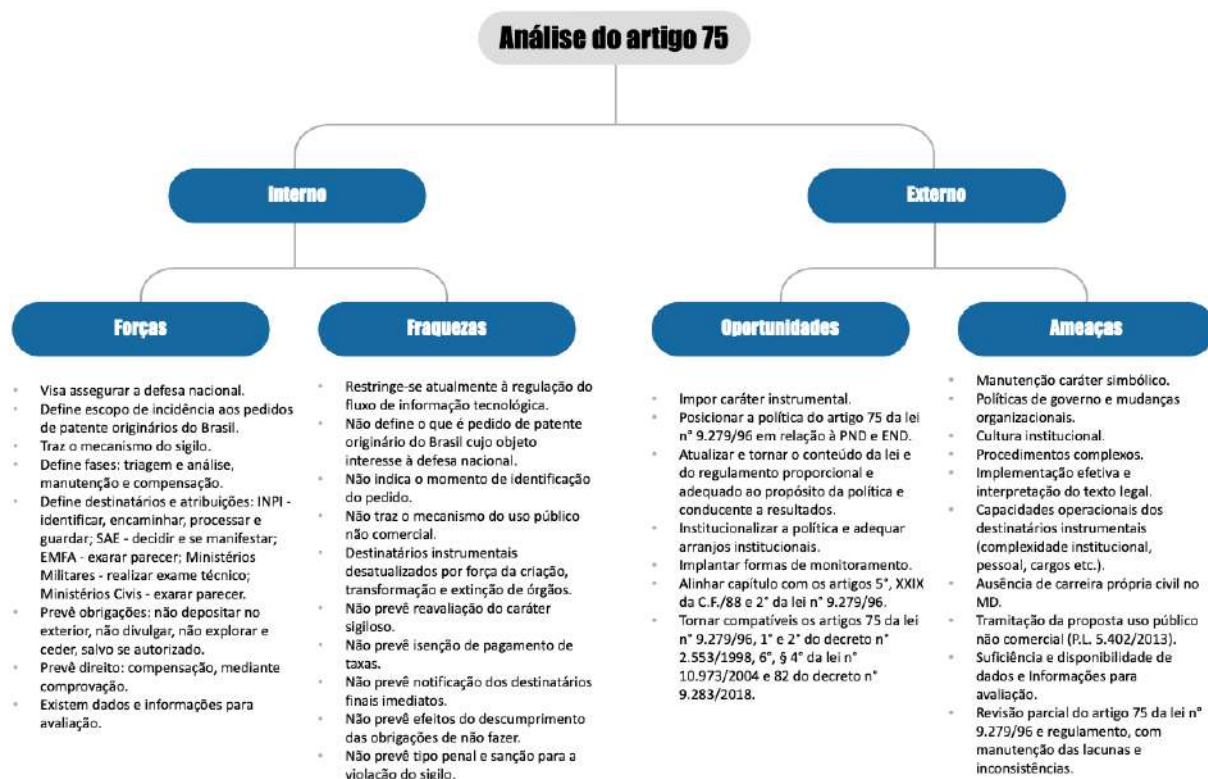 Análise do artigo 75
Interno
Externo
Forças
Fraquezas
Oportunidades
Ameaças
• Visa assegurar a defesa nacional.
• Define escopo de incidência aos pedidos
de patente originários do Brasil.
• Traz o mecanismo do sigilo.
• Define fases: triagem e análise,
manutenção e compensação.
• Define destinatários e atribuições: INPI -
identificar, encaminhar, processar e
guardar; SAE - decidir e se manifestar;
EMFA - exarar parecer; Ministérios
Militares - realizar exame técnico;
Ministérios Civis - exarar parecer.
• Prevê obrigações: não depositar no
exterior, não divulgar, não explorar e
ceder, salvo se autorizado.
• Prevê direito: compensação, mediante
comprovação.
• Existem dados e informações para
avaliação.
• Restringe-se atualmente à regulação do
fluxo de informação tecnológica.
• Não define o que é pedido de patente
originário do Brasil cujo objeto
interesse à defesa nacional.
• Não indica o momento de identificação
do pedido.
• Não traz o mecanismo do uso público
não comercial.
• Destinatários instrumentais
desatualizados por força da criação,
transformação e extinção de órgãos.
• Não prevê reavaliação do caráter
sigiloso.
• Não prevê isenção de pagamento de
taxas.
• Não prevê notificação dos destinatários
finais imediatos.
• Não prevê efeitos do descumprimento
das obrigações de não fazer.
• Não prevê tipo penal e sanção para a
violação do sigilo.
• Impor caráter instrumental.
• Posicionar a política do artigo 75 da lei
n° 9.279/96 em relação à PND e END.
• Atualizar e tornar o conteúdo da lei e
do regulamento proporcional e
adequado ao propósito da política e
conducente a resultados.
• Institucionalizar a política e adequar
arranjos institucionais.
• Implantar formas de monitoramento.
• Alinhar capítulo com os artigos 5°, XXIX
da C.F./88 e 2° da lei n° 9.279/96.
• Tornar compatíveis os artigos 75 da lei
n° 9.279/96, 1° e 2° do decreto n°
2.553/1998, 6°, § 4° da lei n°
10.973/2004 e 82 do decreto n°
9.283/2018.
• Manutenção caráter simbólico.
• Políticas de governo e mudanças
organizacionais.
• Cultura institucional.
• Procedimentos complexos.
• Implementação efetiva e
interpretação do texto legal.
• Capacidades operacionais dos
destinatários instrumentais
(complexidade institucional,
pessoal, cargos etc.).
• Ausência de carreira própria civil no
MD.
• Tramitação da proposta uso público
não comercial (P.L. 5.402/2013).
• Suficiência e disponibilidade de
dados e Informações para
avaliação.
• Revisão parcial do artigo 75 da lei n°
9.279/96 e regulamento, com
manutenção das lacunas e
inconsistências.